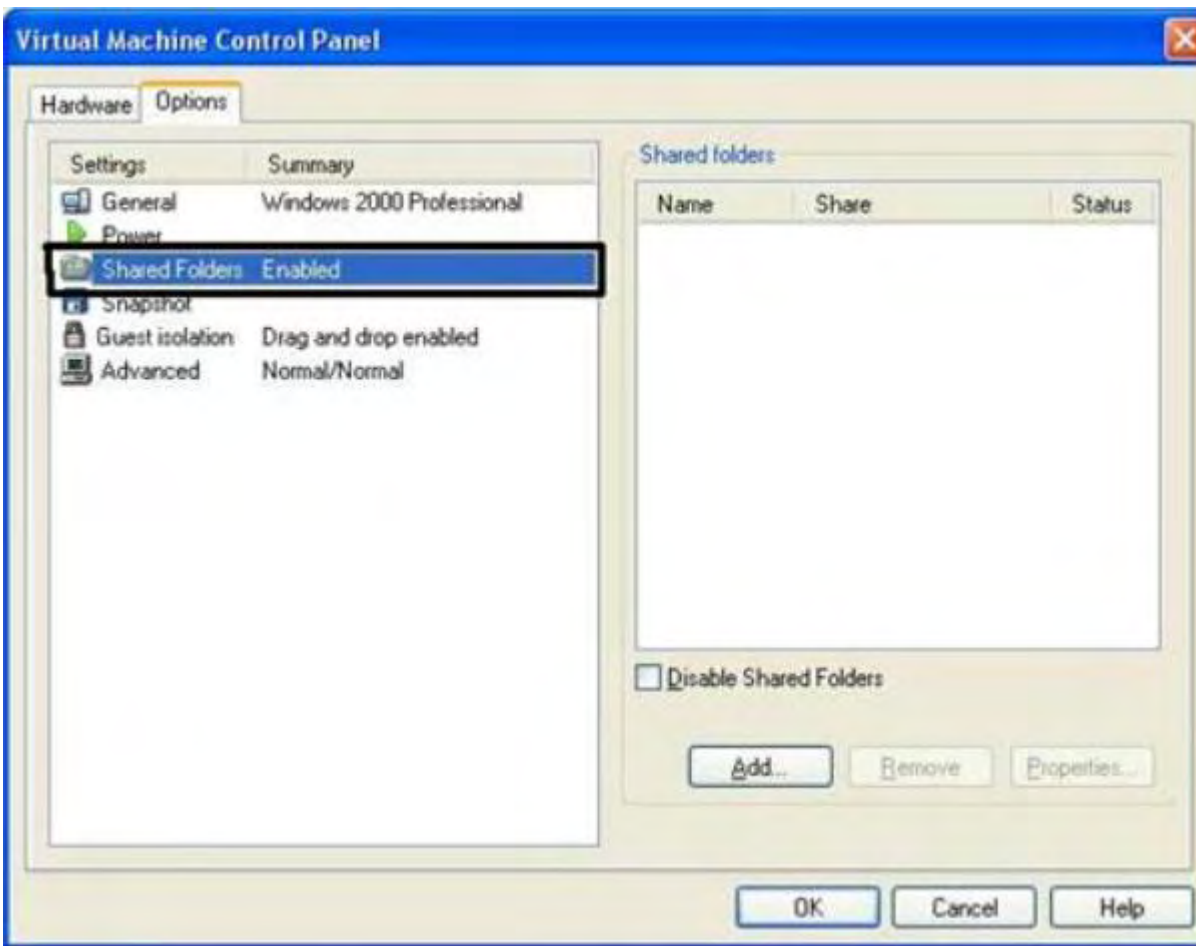 Virtual Machine Control Panel
Hardware Options
Settings Summary
General Windows 2000 Professional
Power
Shared Folders Enabled
Snapshot
Guest isolation Drag and drop enabled
Advanced Normal/Normal
Shared folders
Name Share Status
Disable Shared Folders
Add... Remove Properties...
OK Cancel Help